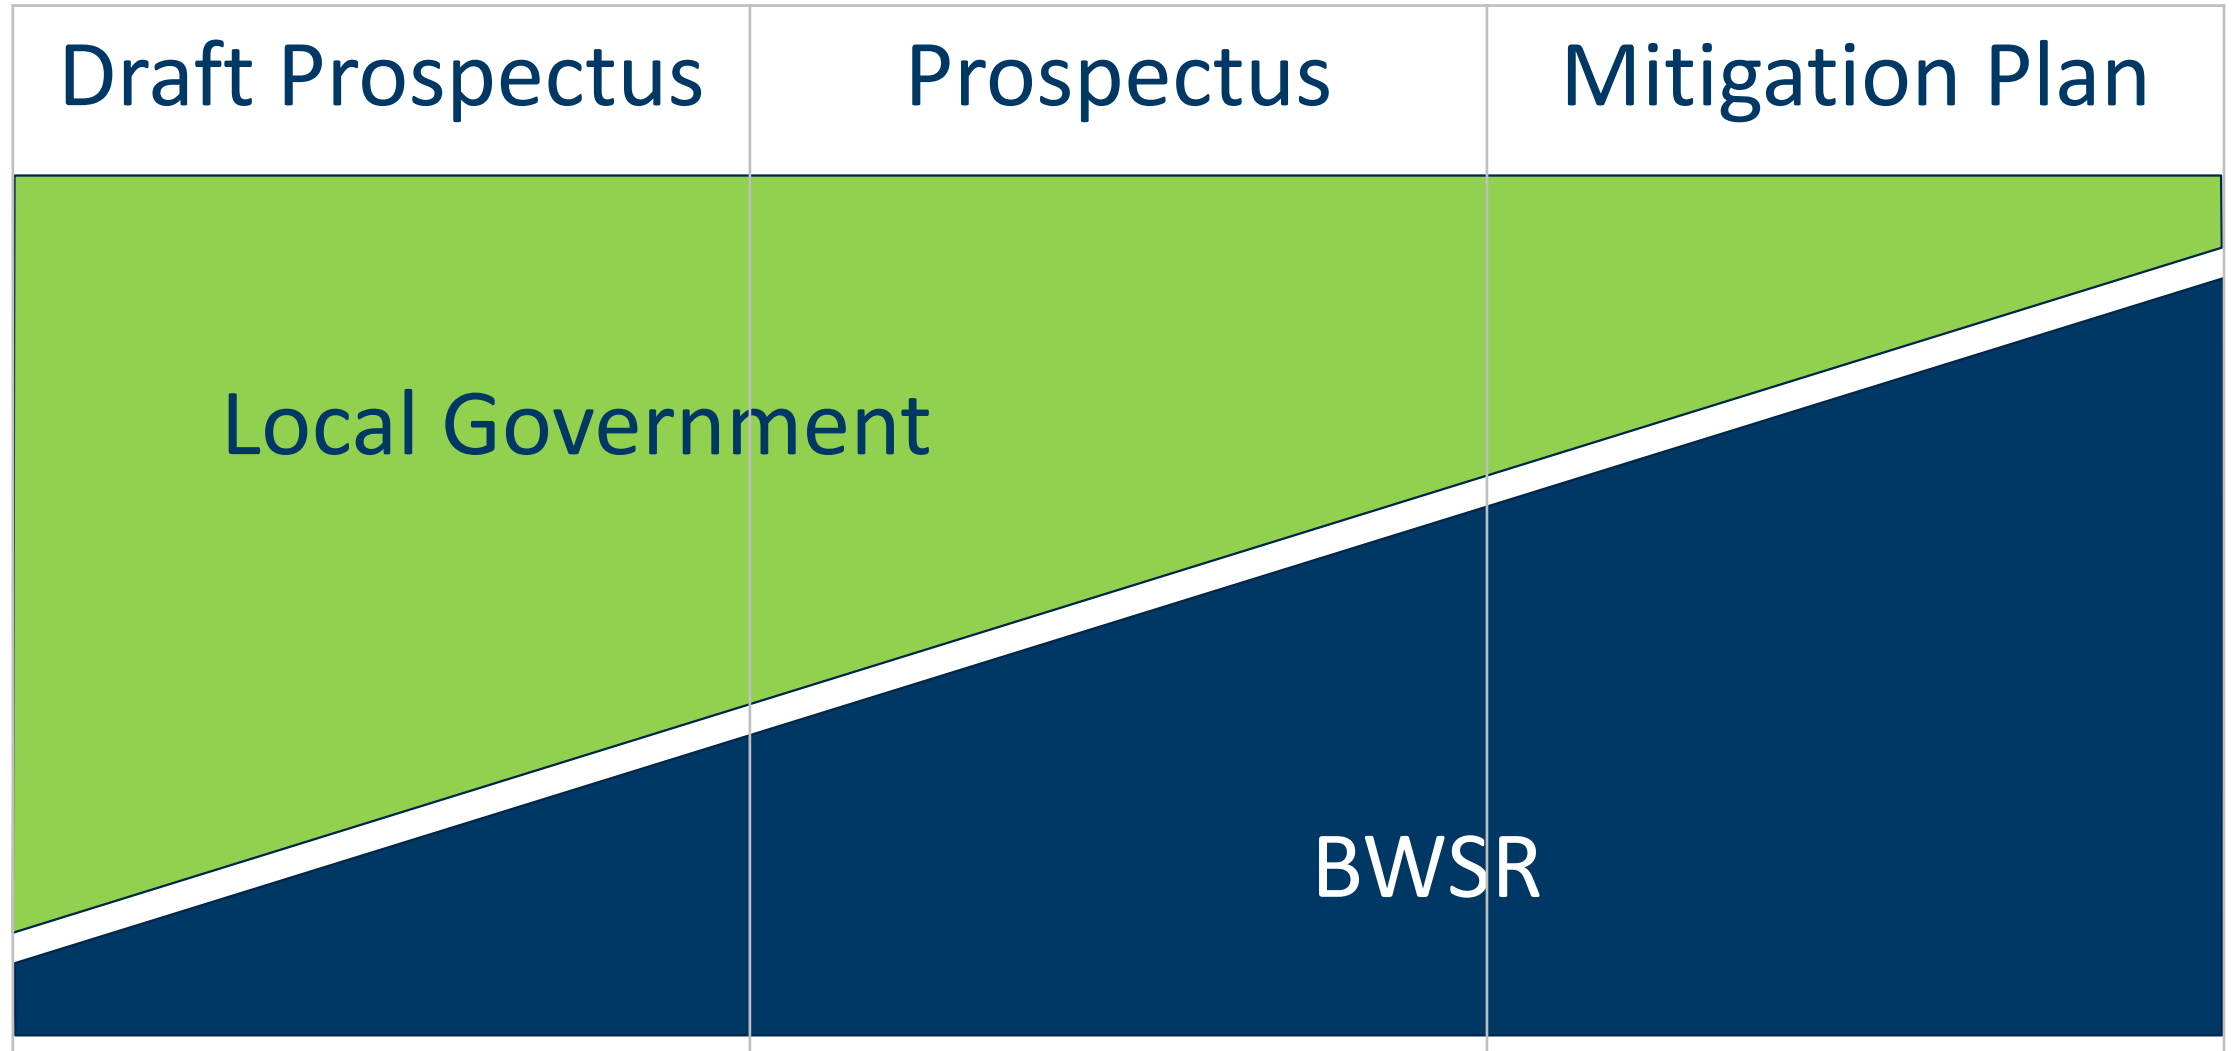 Draft Prospectus
Prospectus
Mitigation Plan
Local Government
BWSR